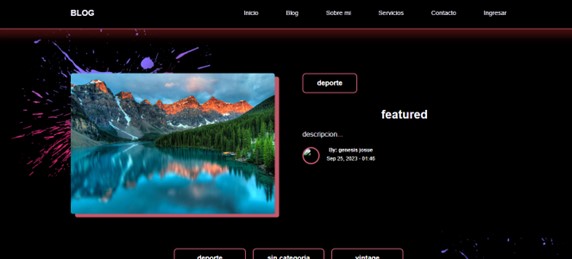 BLOG
Inicio Blog Sobre mi Servicios Contacto Ingresar
deporte
featured
descripcion...
By: genesis josue
Sep 25, 2023 - 01:46
deporte sin categoria vintage